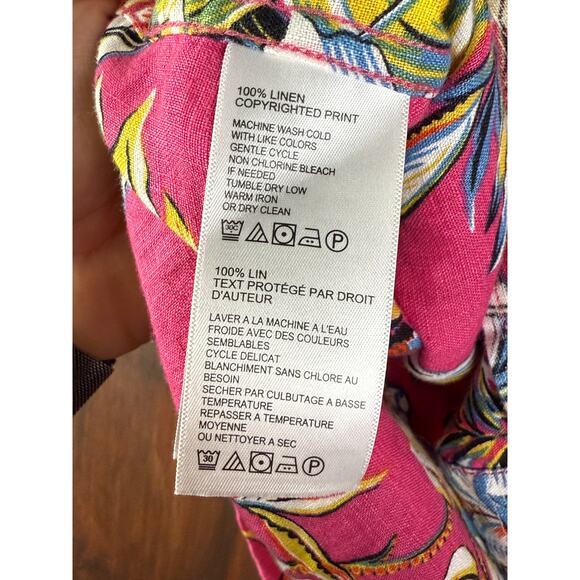 100% LINEN
COPYRIGHTED PRINT
MACHINE WASH COLD
WITH LIKE COLORS
GENTLE CYCLE
NON CHLORINE BLEACH
IF NEEDED
TUMBLE DRY LOW
WARM IRON
OR DRY CLEAN
30C P
100% LIN
TEXT PROTÉGÉ PAR DROIT
D'AUTEUR
LAVER A LA MACHINE A L'EAU
FROIDE AVEC DES COULEURS
SEMBLABLES
CYCLE DELICAT
BLANCHIMENT SANS CHLORE AU
BESOIN
SECHER PAR CULBUTAGE A BASSE
TEMPERATURE
REPASSER A TEMPERATURE
MOYENNE
OU NETTOYER A SEC
30 P